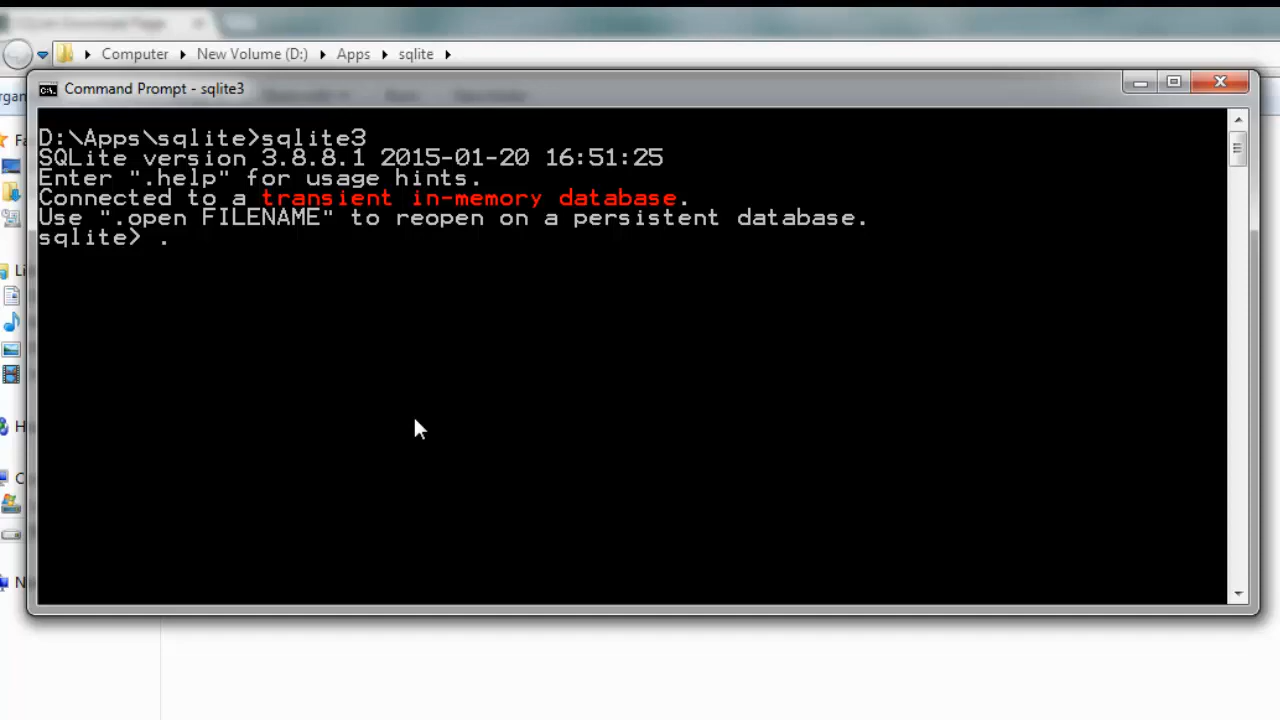 Computer New Volume (D:) Apps sqlite
Command Prompt - sqlite3
D:\Apps\sqlite>sqlite3
SQLite version 3.8.8.1 2015-01-20 16:51:25
Enter ".help" for usage hints.
Connected to a transient in-memory database.
Use ".open FILENAME" to reopen on a persistent database.
sqlite> .